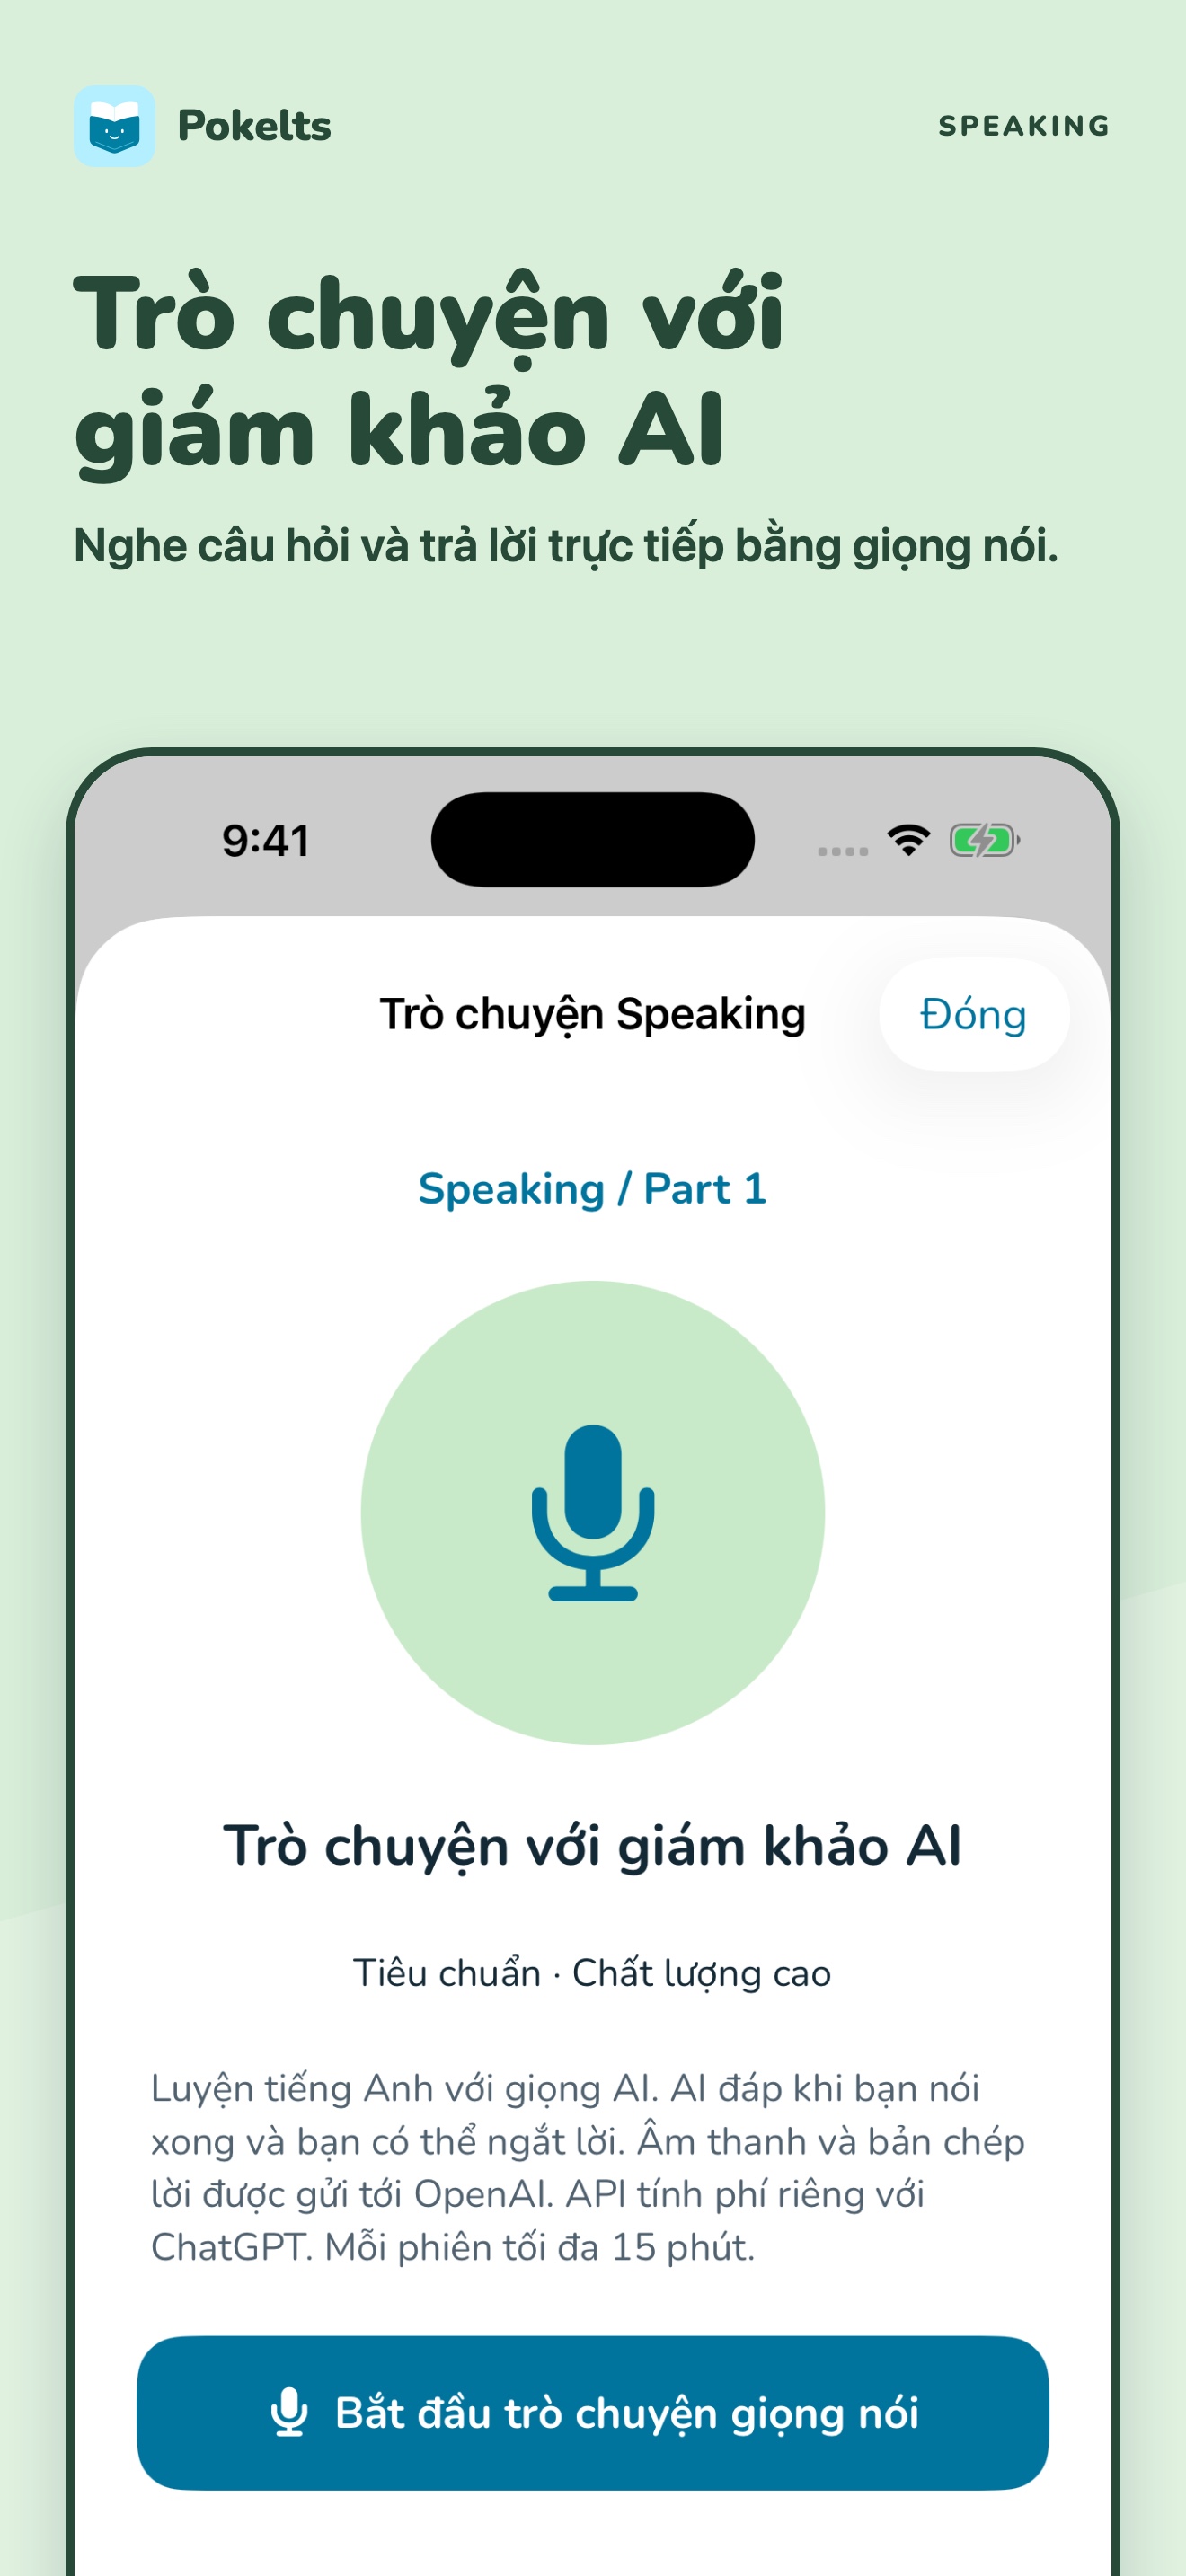 Pokelts
SPEAKING
Trò chuyện với
giám khảo AI
Nghe câu hỏi và trả lời trực tiếp bằng giọng nói.
9:41
Trò chuyện Speaking
Đóng
Speaking / Part 1
Trò chuyện với giám khảo AI
Tiêu chuẩn · Chất lượng cao
Luyện tiếng Anh với giọng AI. AI đáp khi bạn nói
xong và bạn có thể ngắt lời. Âm thanh và bản chép
lời được gửi tới OpenAI. API tính phí riêng với
ChatGPT. Mỗi phiên tối đa 15 phút.
Bắt đầu trò chuyện giọng nói